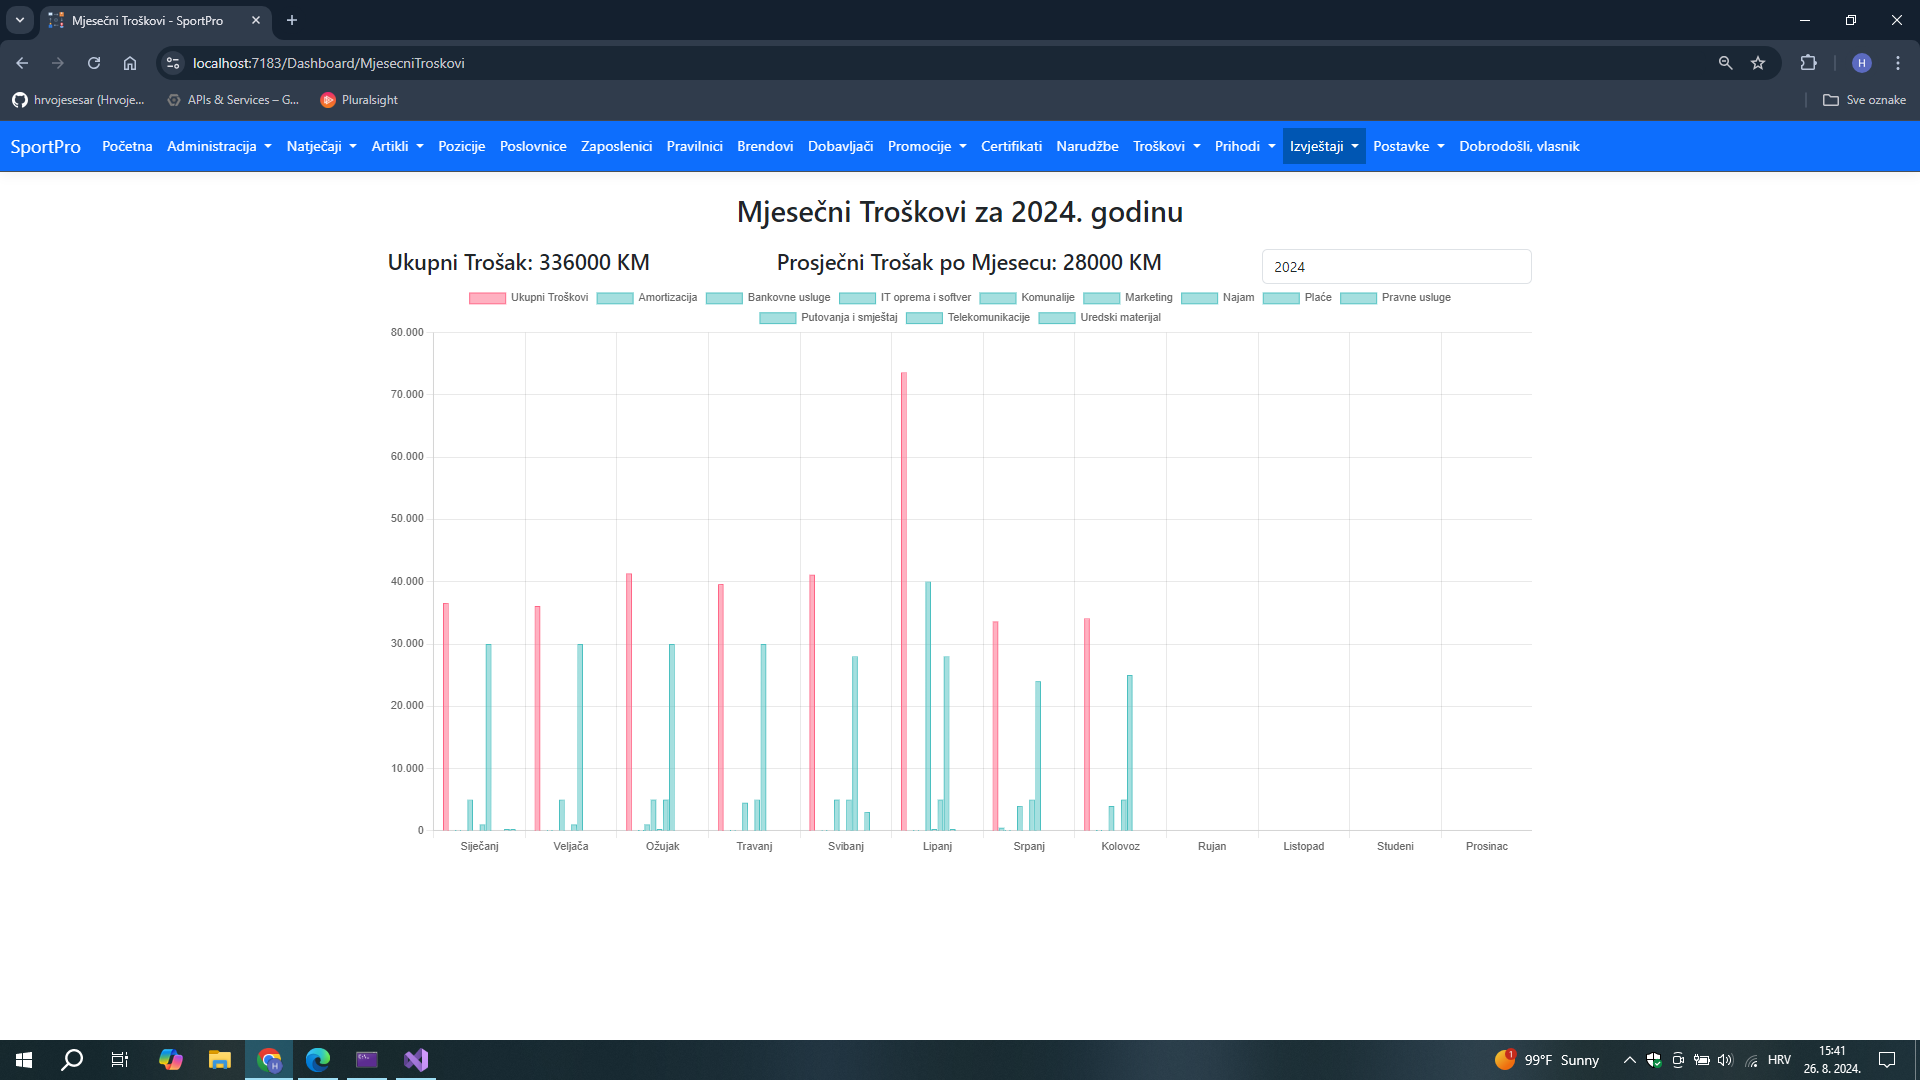 Mjesečni Troškovi - SportPro
localhost:7183/Dashboard/MjesecniTroskovi
H
hrvojesesar (Hrvoje... APIs & Services – G... Pluralsight Sve oznake
SportPro Početna Administracija Natječaji Artikli Pozicije Poslovnice Zaposlenici Pravilnici Brendovi Dobavljači Promocije Certifikati Narudžbe Troškovi Prihodi Izvještaji Postavke Dobrodošli, vlasnik
Mjesečni Troškovi za 2024. godinu
Ukupni Trošak: 336000 KM Prosječni Trošak po Mjesecu: 28000 KM 2024
Ukupni Troškovi Amortizacija Bankovne usluge IT oprema i softver Komunalije Marketing Najam Plaće Pravne usluge
Putovanja i smještaj Telekomunikacije Uredski materijal
80.000
70.000
60.000
50.000
40.000
30.000
20.000
10.000
0
Siječanj Veljača Ožujak Travanj Svibanj Lipanj Srpanj Kolovoz Rujan Listopad Studeni Prosinac
1 99°F Sunny HRV 15:41
26. 8. 2024.